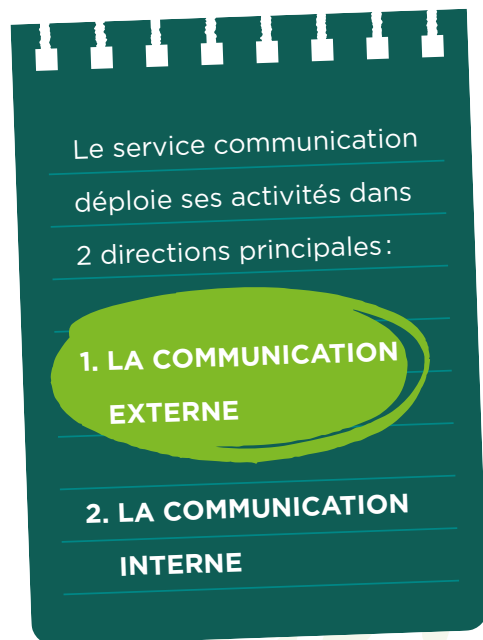 Le service communication
déploie ses activités dans
2 directions principales :
1. LA COMMUNICATION
EXTERNE
2. LA COMMUNICATION
INTERNE